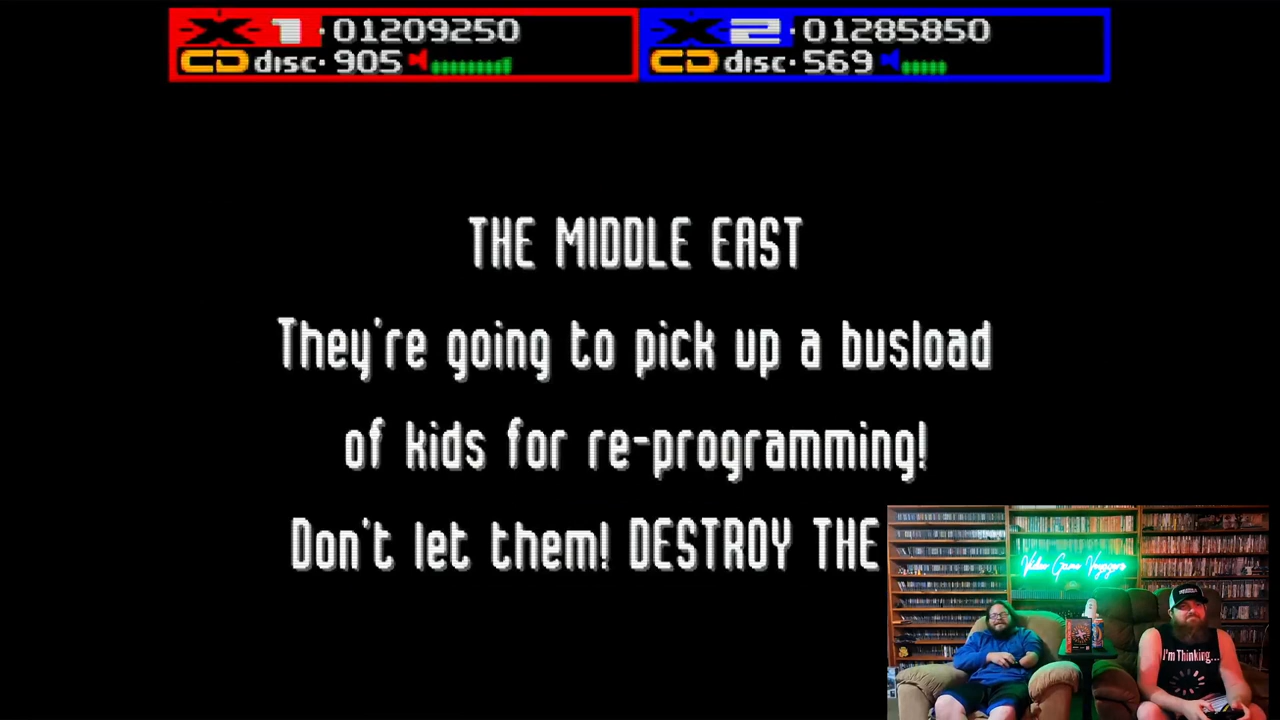 X 1 · 01209250
CD disc· 905
X 2 · 01285850
CD disc· 569
THE MIDDLE EAST
They're going to pick up a busload
of kids for re-programming!
Don't let them! DESTROY THE
Video Game Voyagers
I'm Thinking...